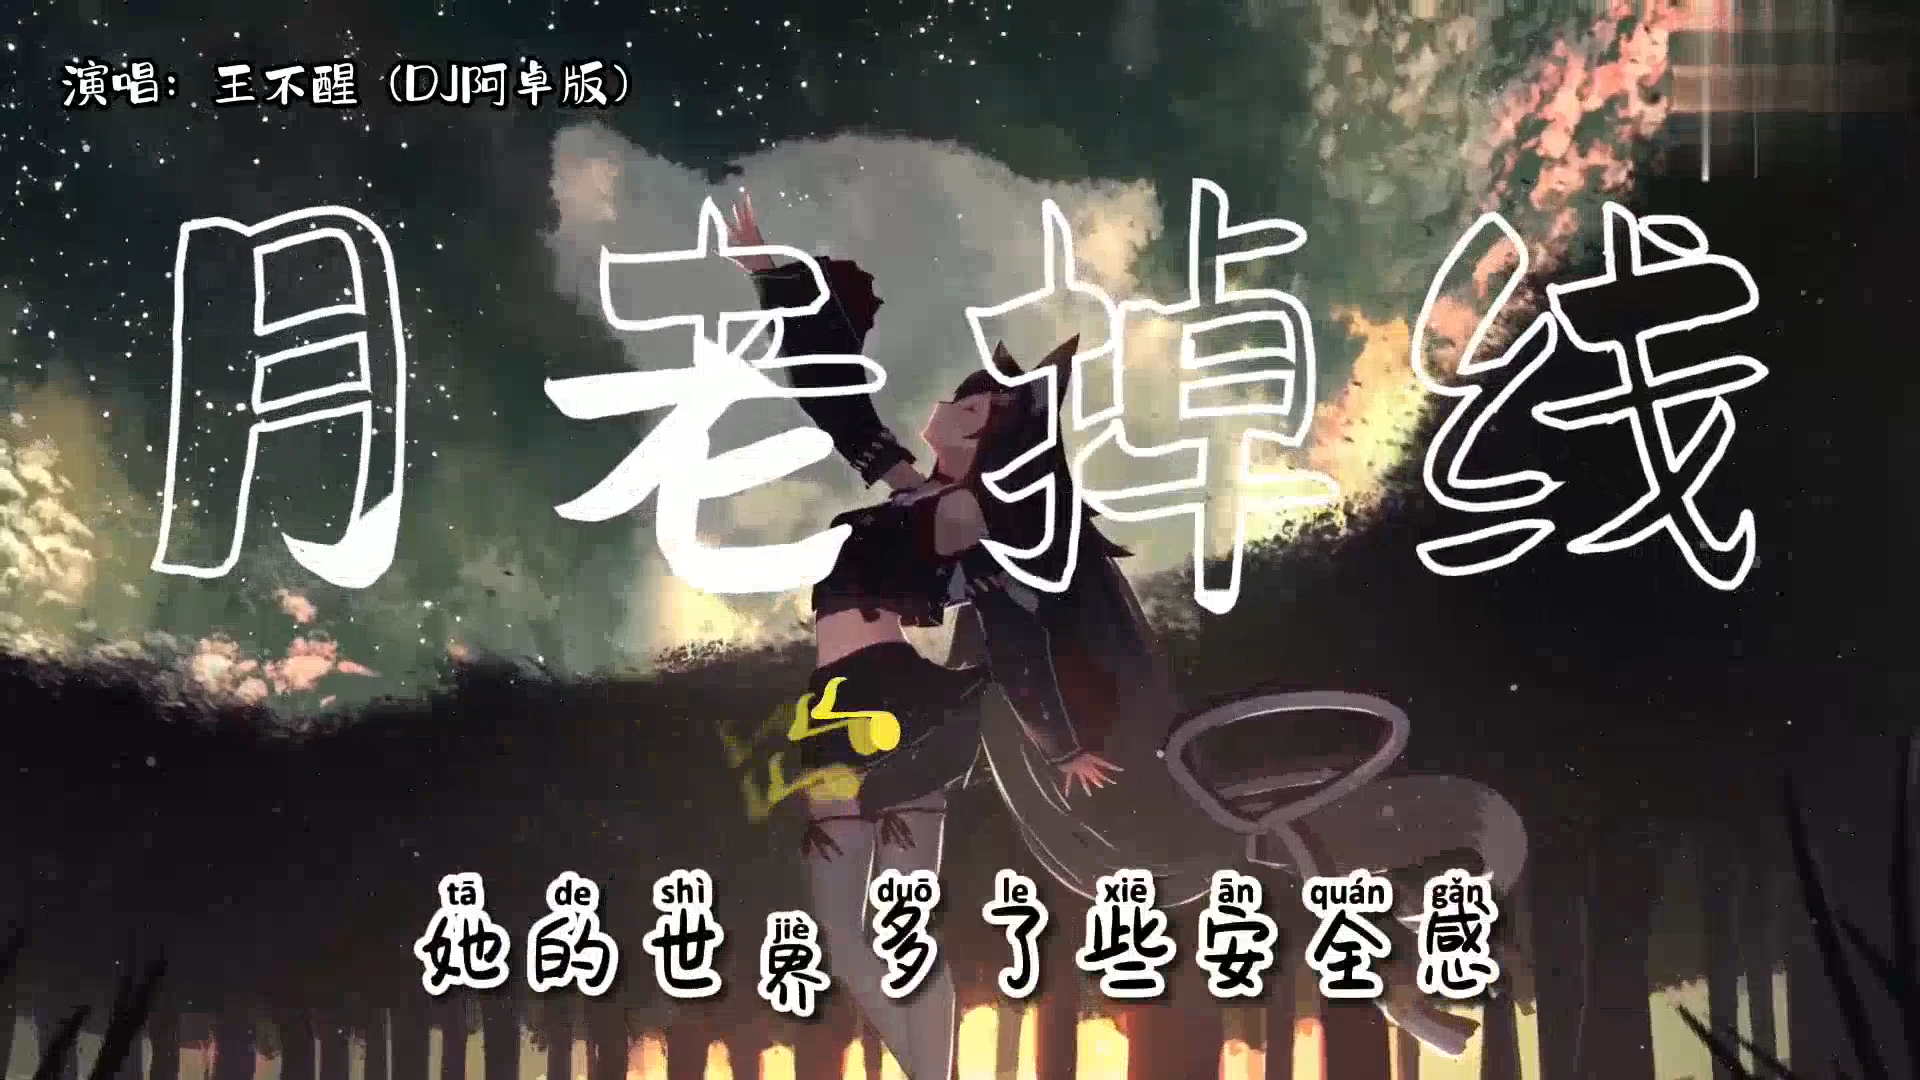 演唱：王不醒（DJ阿卓版）
月老掉线
tā de shì jiè duō le xiē ān quán gǎn
她的世界多了些安全感